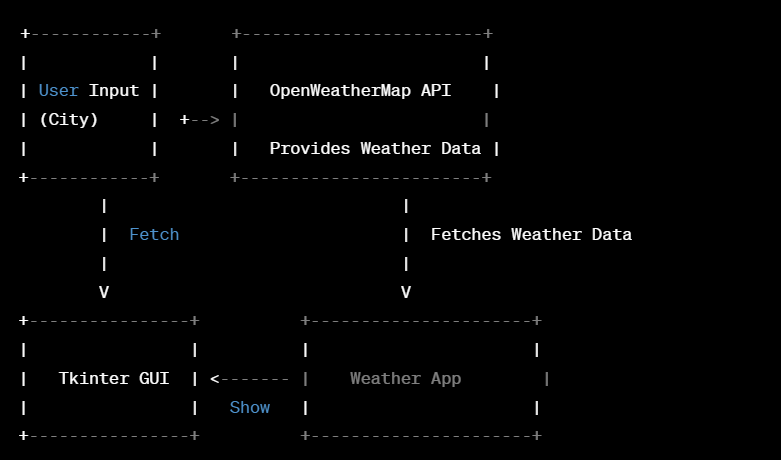 +------------+       +------------------------+
|            |       |                        |
| User Input |       |   OpenWeatherMap API    |
| (City)     |  +--> |                        |
|            |       |   Provides Weather Data |
+------------+       +------------------------+
        |                             |
        |  Fetch                      |  Fetches Weather Data
        |                             |
        V                             V
+----------------+          +----------------------+
|                |          |                      |
|   Tkinter GUI  | <------- |    Weather App        |
|                |   Show   |                      |
+----------------+          +----------------------+